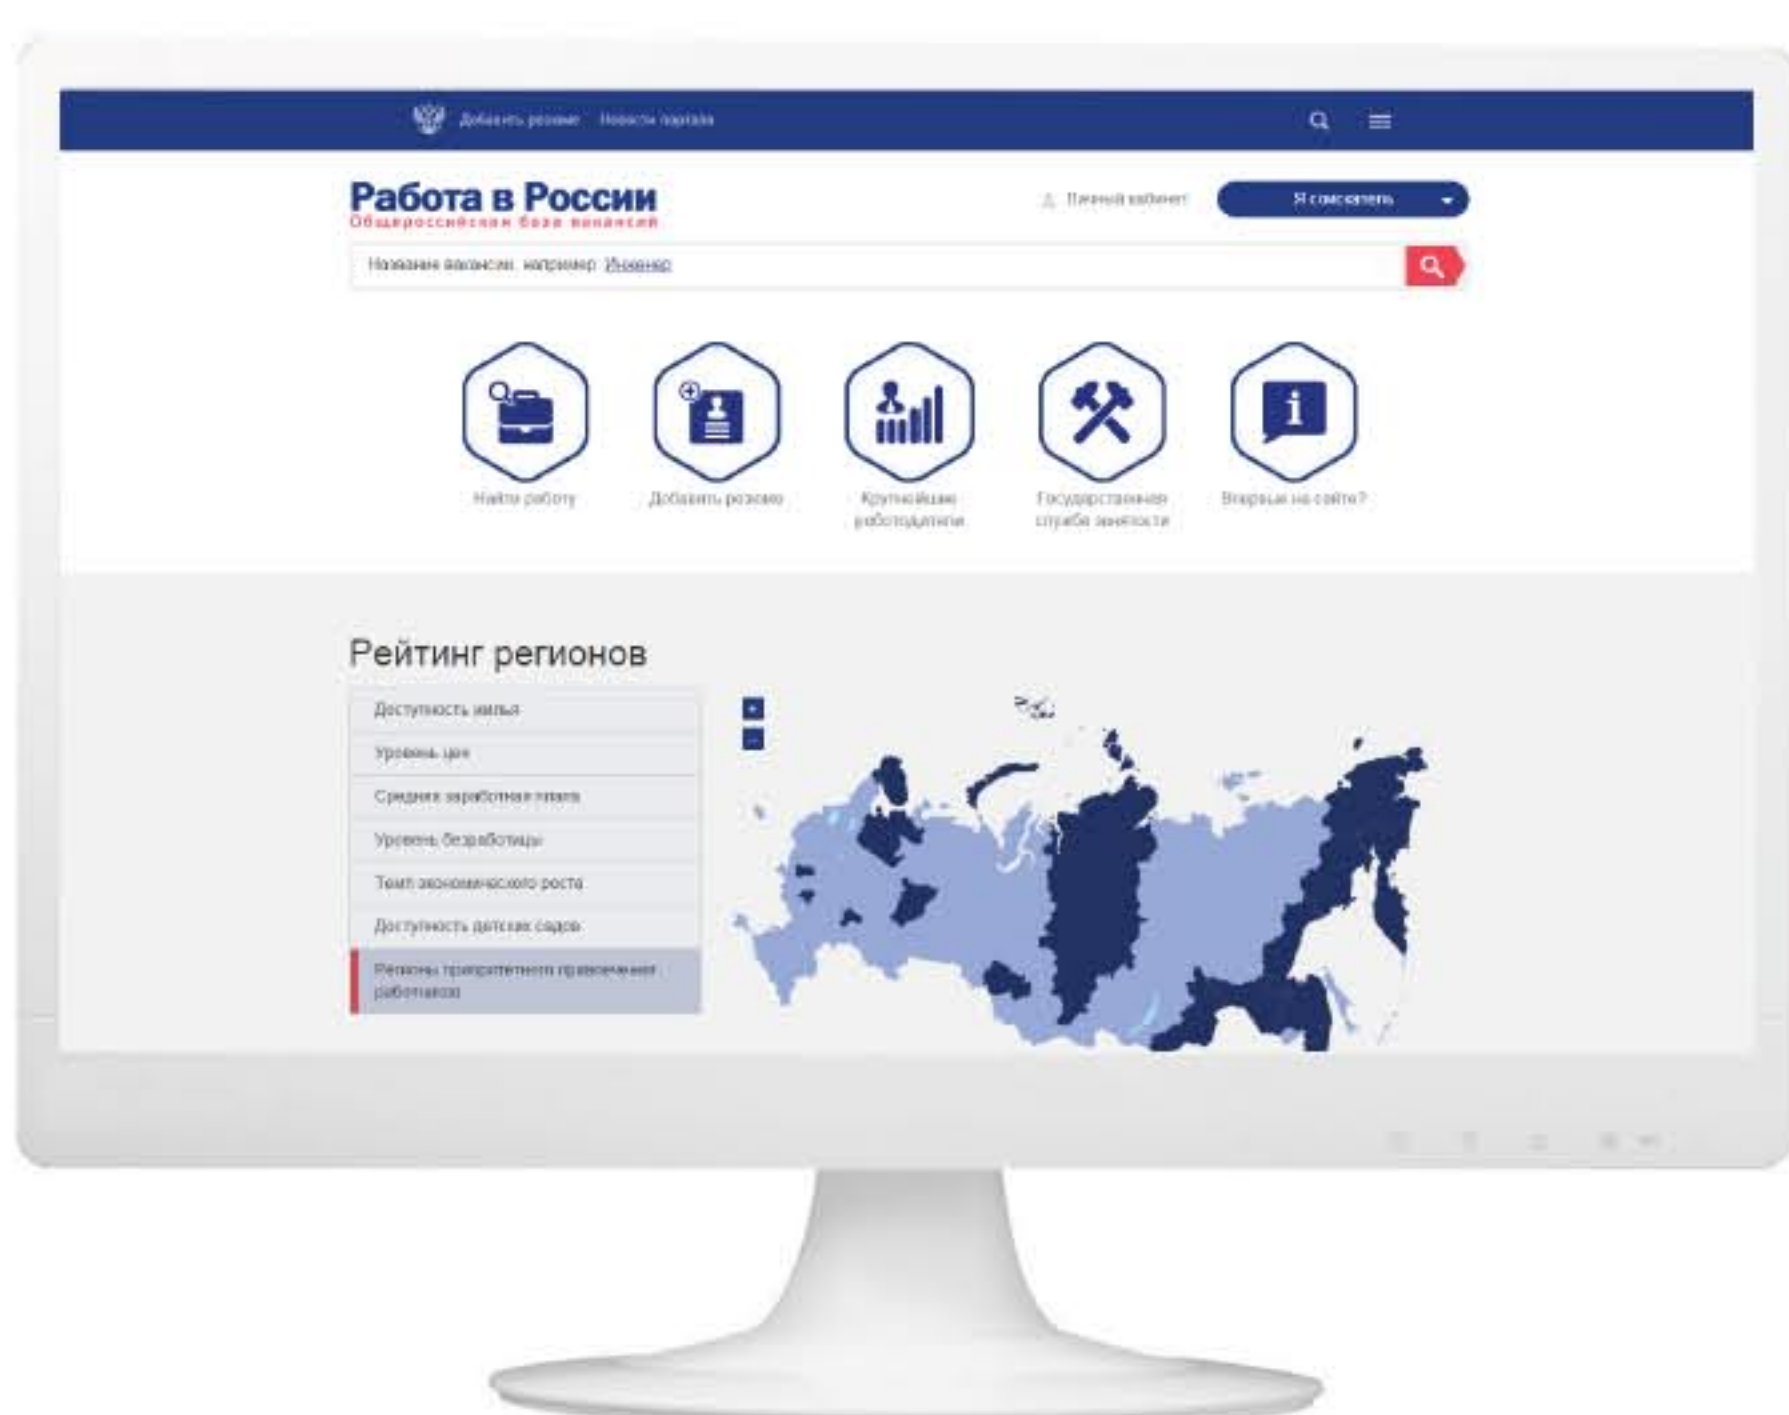 Добавить резюме Новости портала
Работа в России
Общероссийская база вакансий
Личный кабинет
Я соискатель
Название вакансии, например: Инженер
Найти работу
Добавить резюме
Крупнейшие
работодатели
Государственная
служба занятости
Впервые на сайте?
Рейтинг регионов
Доступность жилья
Уровень цен
Средняя заработная плата
Уровень безработицы
Темп экономического роста
Доступность детских садов
Регионы приоритетного привлечения
работников